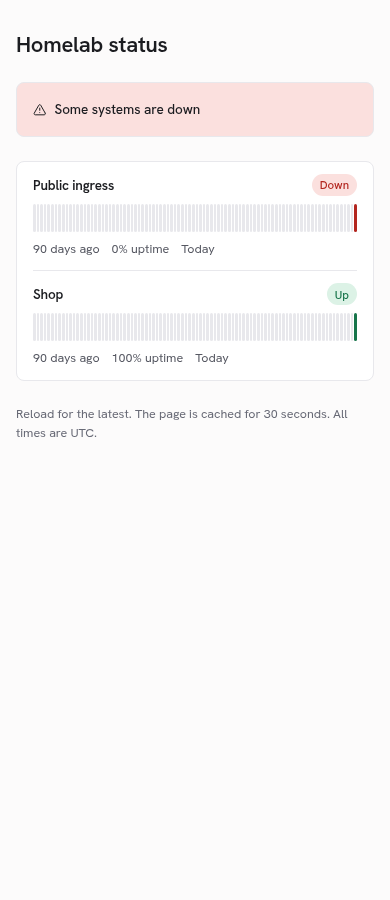 Homelab status
Some systems are down
Public ingress
Down
90 days ago 0% uptime Today
Shop
Up
90 days ago 100% uptime Today
Reload for the latest. The page is cached for 30 seconds. All
times are UTC.